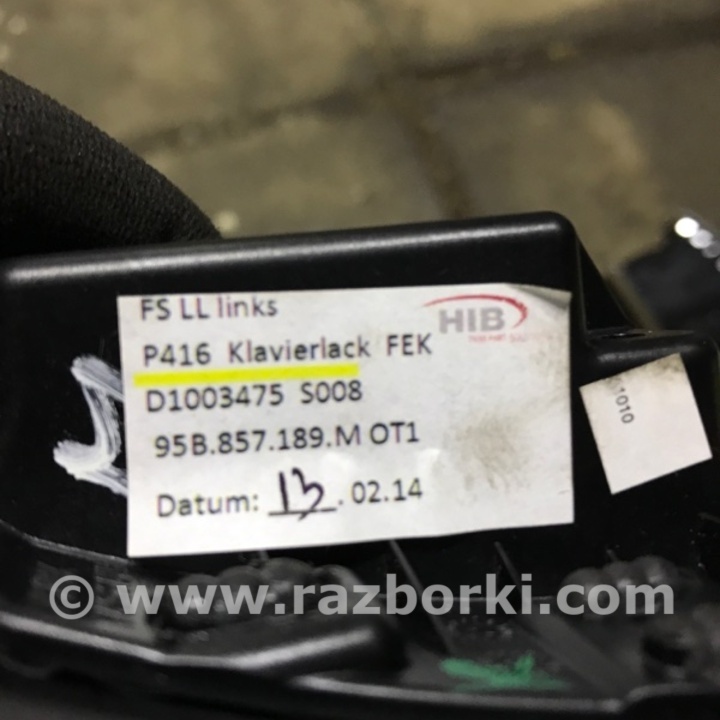 FS LL links
HIB
P416 Klavierlack FEK
D1003475 S008
95B.857.189.M OT1
Datum: 13. 02.14
1010
© www.razborki.com